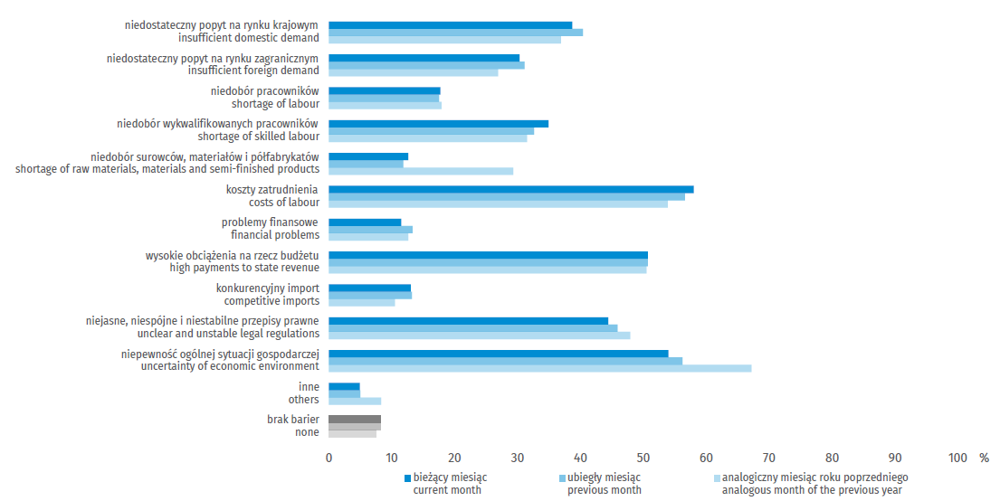 niedostateczny popyt na rynku krajowym
insufficient domestic demand
niedostateczny popyt na rynku zagranicznym
insufficient foreign demand
niedobór pracowników
shortage of labour
niedobór wykwalifikowanych pracowników
shortage of skilled labour
niedobór surowców, materiałów i półfabrykatów
shortage of raw materials, materials and semi-finished products
koszty zatrudnienia
costs of labour
problemy finansowe
financial problems
wysokie obciążenia na rzecz budżetu
high payments to state revenue
konkurencyjny import
competitive imports
niejasne, niespójne i niestabilne przepisy prawne
unclear and unstable legal regulations
niepewność ogólnej sytuacji gospodarczej
uncertainty of economic environment
inne
others
brak barier
none
0 10 20 30 40 50 60 70 80 90 100 %
bieżący miesiąc
current month
ubiegły miesiąc
previous month
analogiczny miesiąc roku poprzedniego
analogous month of the previous year